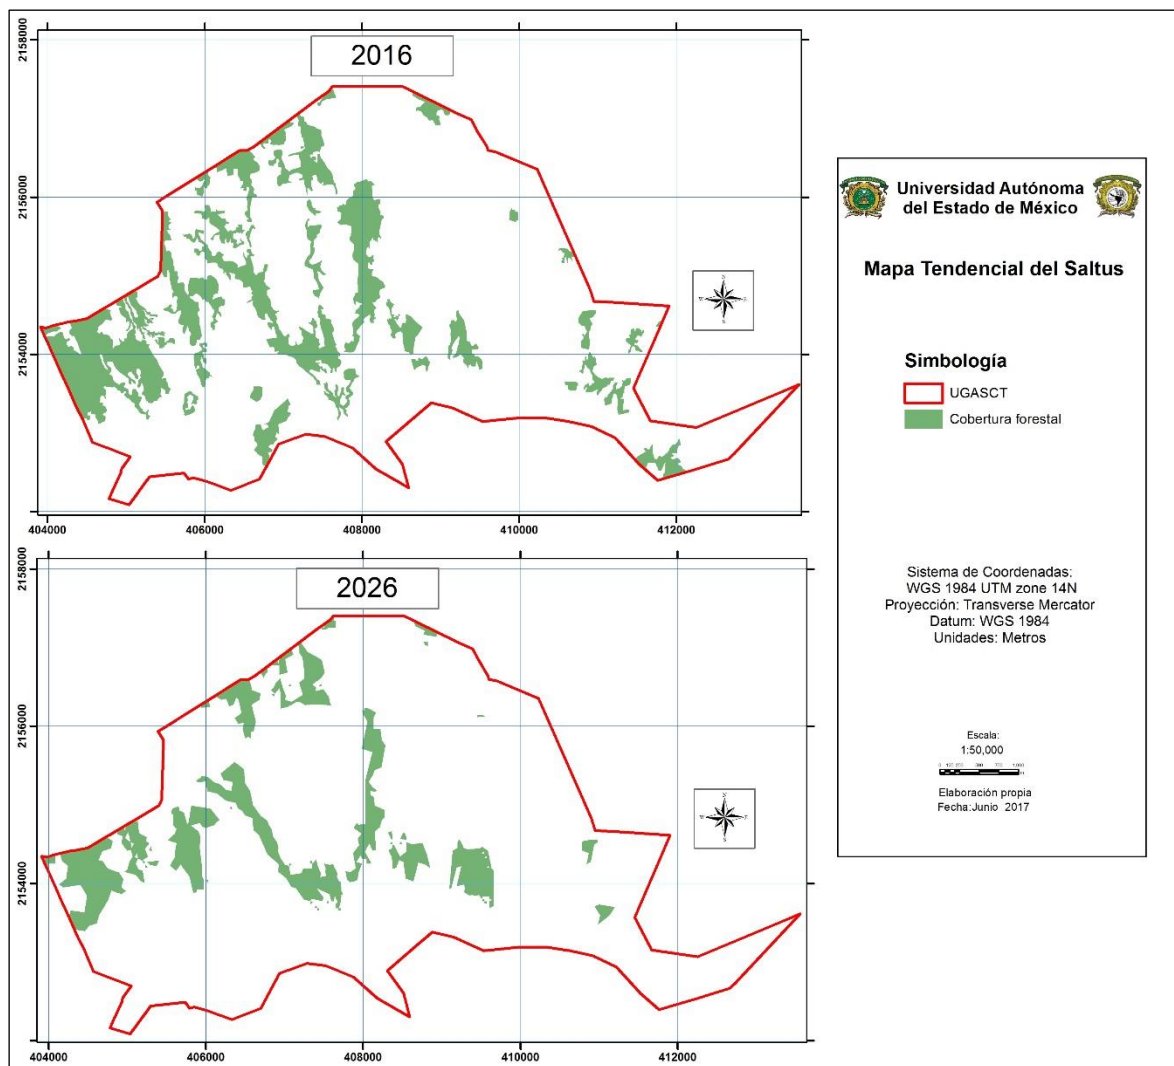 2016
2158000
2156000
2154000
404000 406000 408000 410000 412000
2026
2158000
2156000
2154000
404000 406000 408000 410000 412000
Universidad Autónoma
del Estado de México
Mapa Tendencial del Saltus
Simbología
UGASCT
Cobertura forestal
Sistema de Coordenadas:
WGS 1984 UTM zone 14N
Proyección: Transverse Mercator
Datum: WGS 1984
Unidades: Metros
Escala:
1:50,000
Elaboración propia
Fecha:Junio 2017